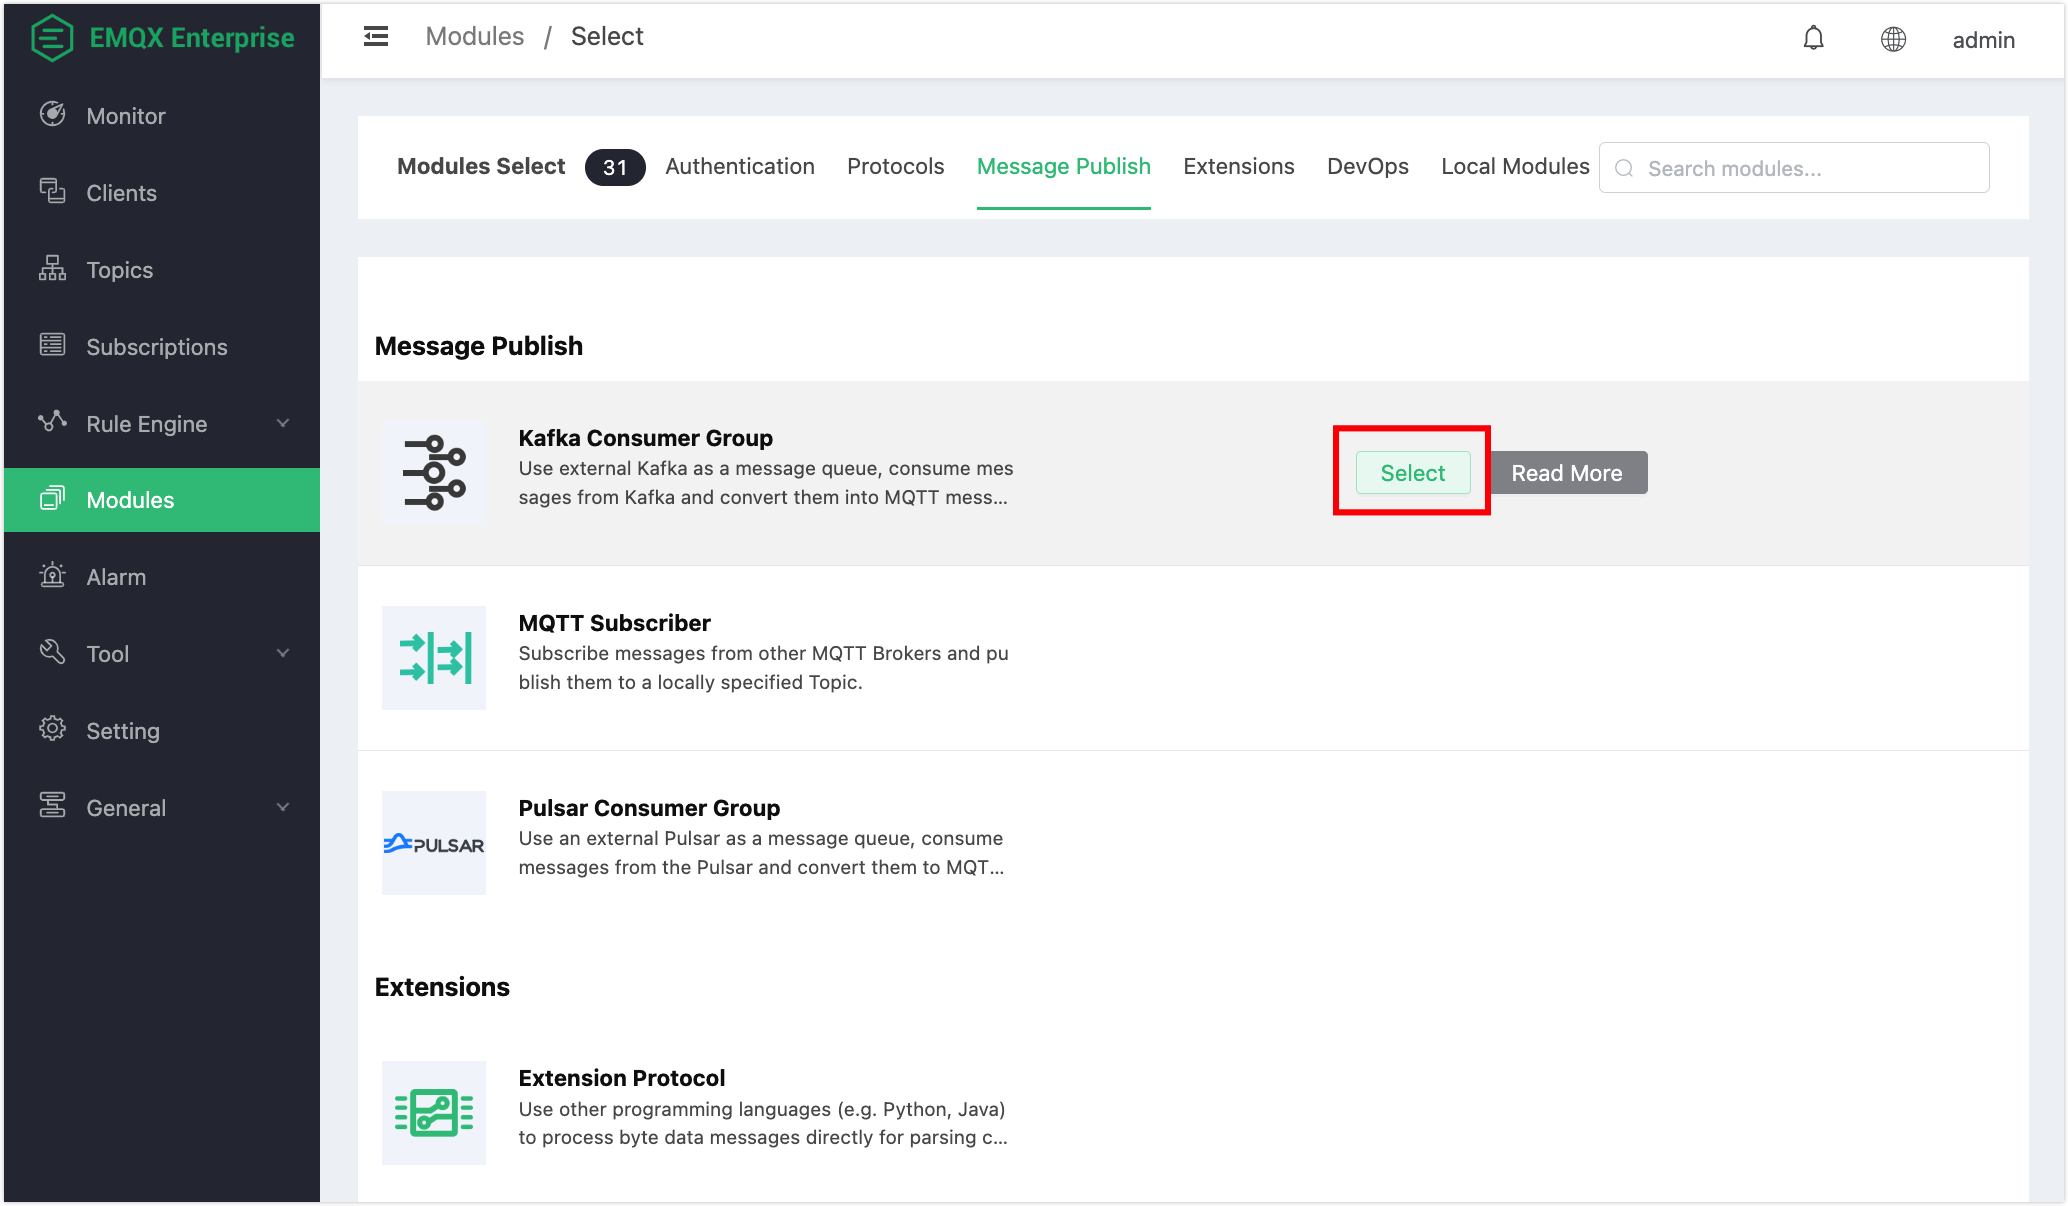 EMQX Enterprise
Modules / Select
admin
Monitor
Clients
Topics
Subscriptions
Rule Engine
Modules
Alarm
Tool
Setting
General
Modules Select 31 Authentication Protocols Message Publish Extensions DevOps Local Modules Search modules...
Message Publish
Kafka Consumer Group
Use external Kafka as a message queue, consume mes
sages from Kafka and convert them into MQTT mess...
Select Read More
MQTT Subscriber
Subscribe messages from other MQTT Brokers and pu
blish them to a locally specified Topic.
PULSAR
Pulsar Consumer Group
Use an external Pulsar as a message queue, consume
messages from the Pulsar and convert them to MQT...
Extensions
Extension Protocol
Use other programming languages (e.g. Python, Java)
to process byte data messages directly for parsing c...